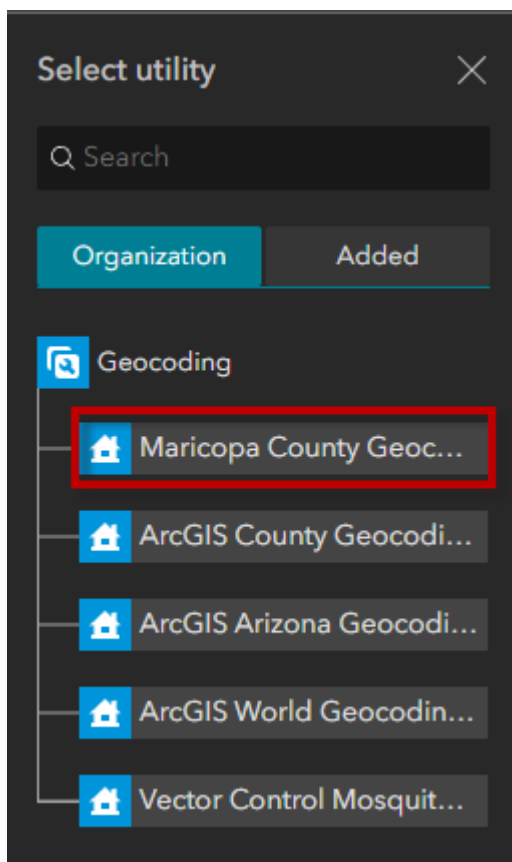 Select utility
Search
Organization
Added
Geocoding
Maricopa County Geoc...
ArcGIS County Geocodi...
ArcGIS Arizona Geocodi...
ArcGIS World Geocodin...
Vector Control Mosquit...